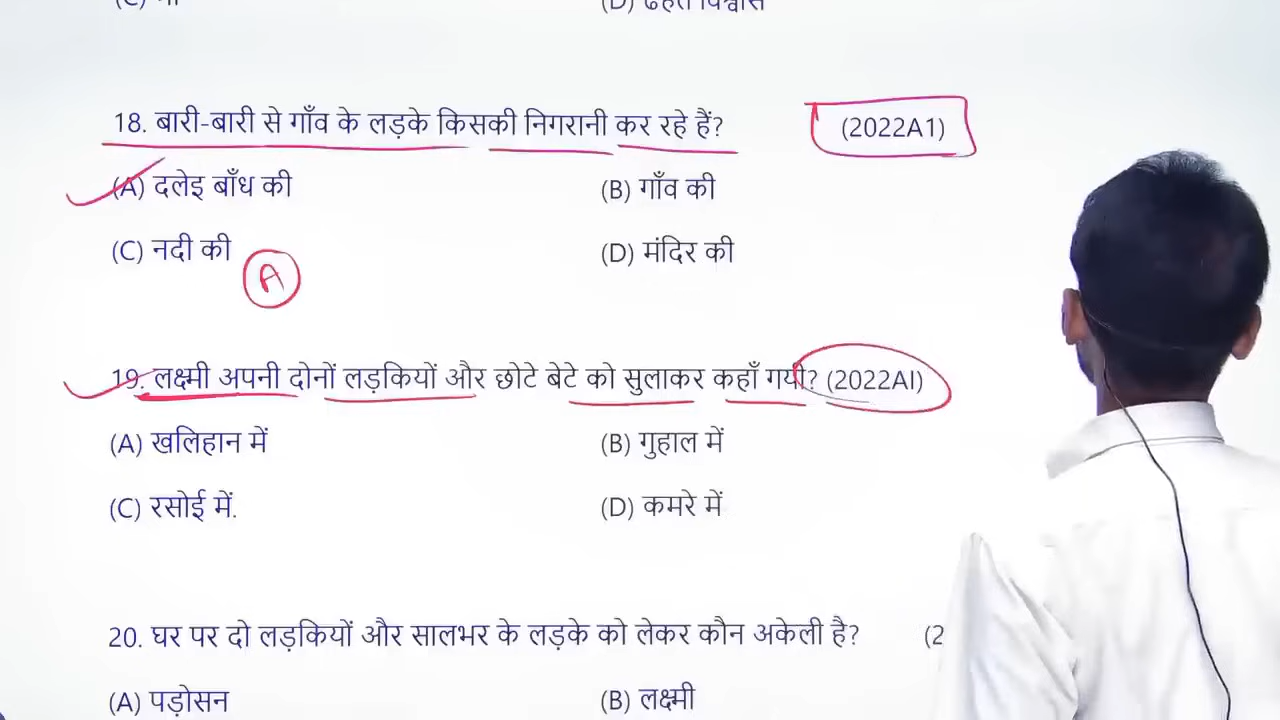 18. बारी-बारी से गाँव के लड़के किसकी निगरानी कर रहे हैं? (2022A1)
(A) दलेइ बाँध की (B) गाँव की
(C) नदी की (D) मंदिर की
A
19. लक्ष्मी अपनी दोनों लड़कियों और छोटे बेटे को सुलाकर कहाँ गयी? (2022AI)
(A) खलिहान में (B) गुहाल में
(C) रसोई में. (D) कमरे में
20. घर पर दो लड़कियों और सालभर के लड़के को लेकर कौन अकेली है? (2
(A) पड़ोसन (B) लक्ष्मी